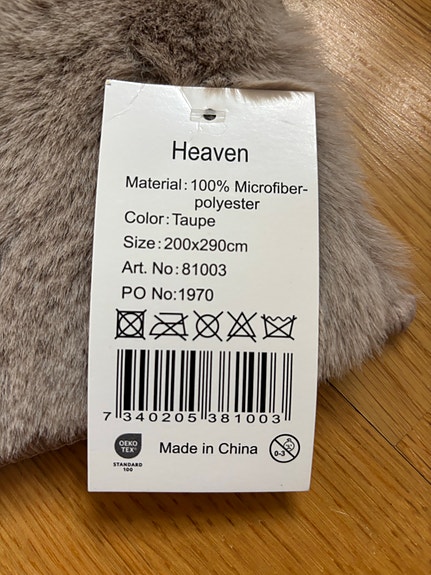 Heaven
Material: 100% Microfiber-
polyester
Color: Taupe
Size: 200x290cm
Art. No: 81003
PO No:1970
7 340205 381003
OEKO
TEX®
STANDARD
100
Made in China
0-3